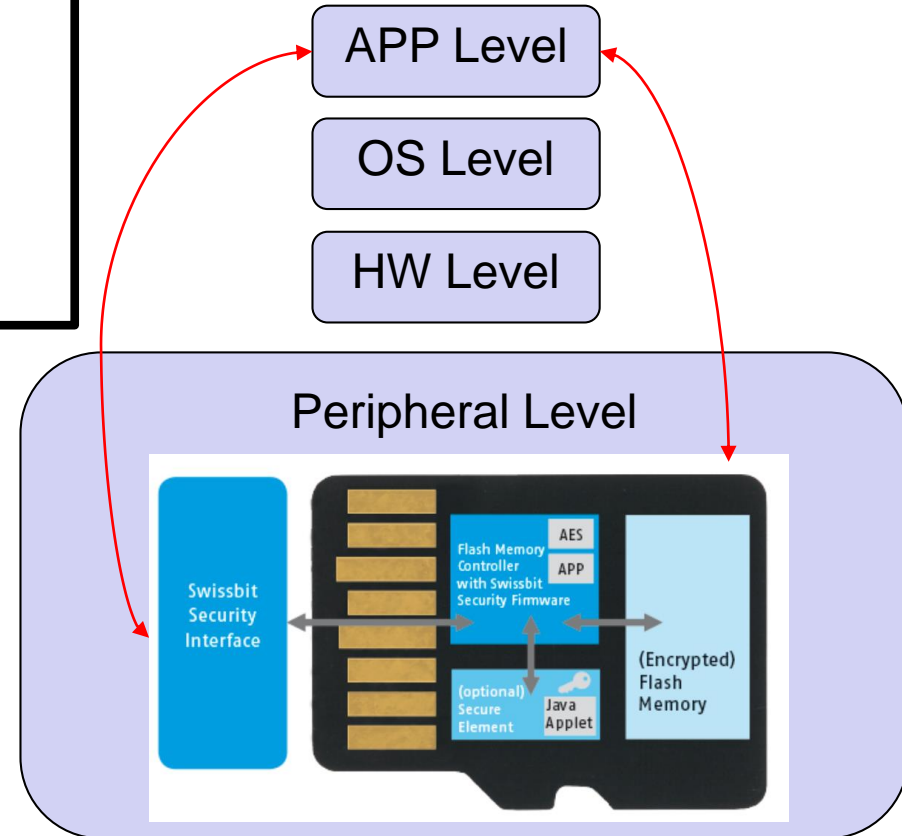 APP Level
OS Level
HW Level
Peripheral Level
Swissbit
Security
Interface
Flash Memory
Controller
with Swissbit
Security Firmware
AES
APP
(optional)
Secure
Element
Java
Applet
(Encrypted)
Flash
Memory